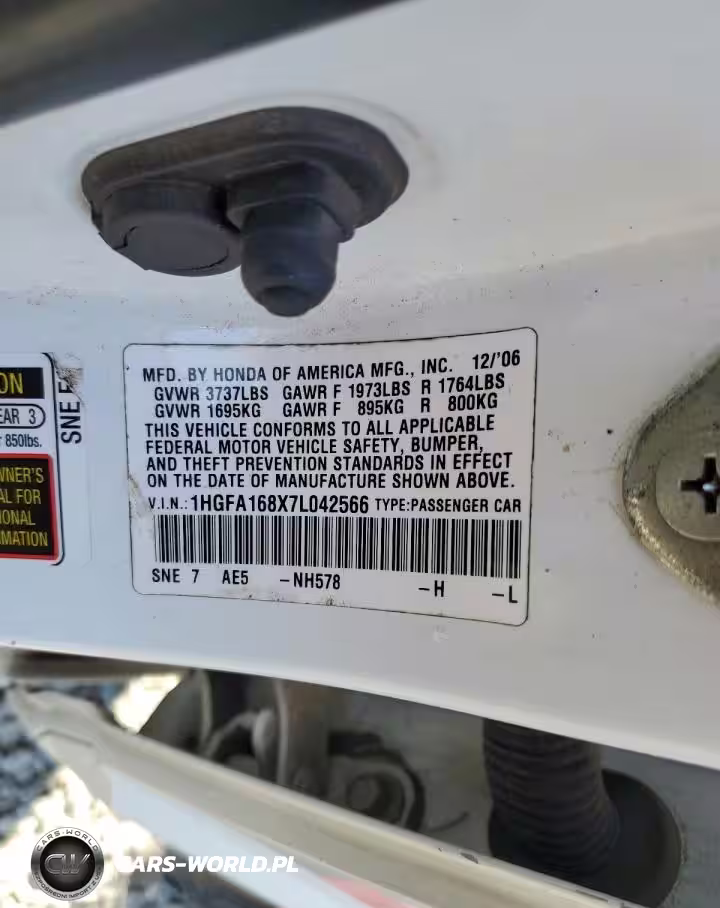 MFD. BY HONDA OF AMERICA MFG., INC. 12/'06
GVWR 3737LBS GAWR F 1973LBS R 1764LBS
GVWR 1695KG GAWR F 895KG R 800KG
THIS VEHICLE CONFORMS TO ALL APPLICABLE
FEDERAL MOTOR VEHICLE SAFETY, BUMPER,
AND THEFT PREVENTION STANDARDS IN EFFECT
ON THE DATE OF MANUFACTURE SHOWN ABOVE.
V.I.N.: 1HGFA168X7L042566 TYPE:PASSENGER CAR
SNE 7 AE5 -NH578 -H -L
ON
EAR 3
850lbs.
WNER'S
AL FOR
IONAL
MATION
SNE
CARS-WORLD
CW
CARS-WORLD.PL